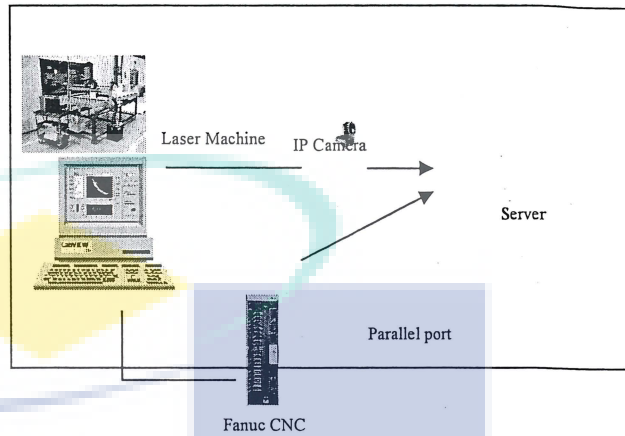 Laser Machine
IP Camera
Server
Parallel port
Fanuc CNC